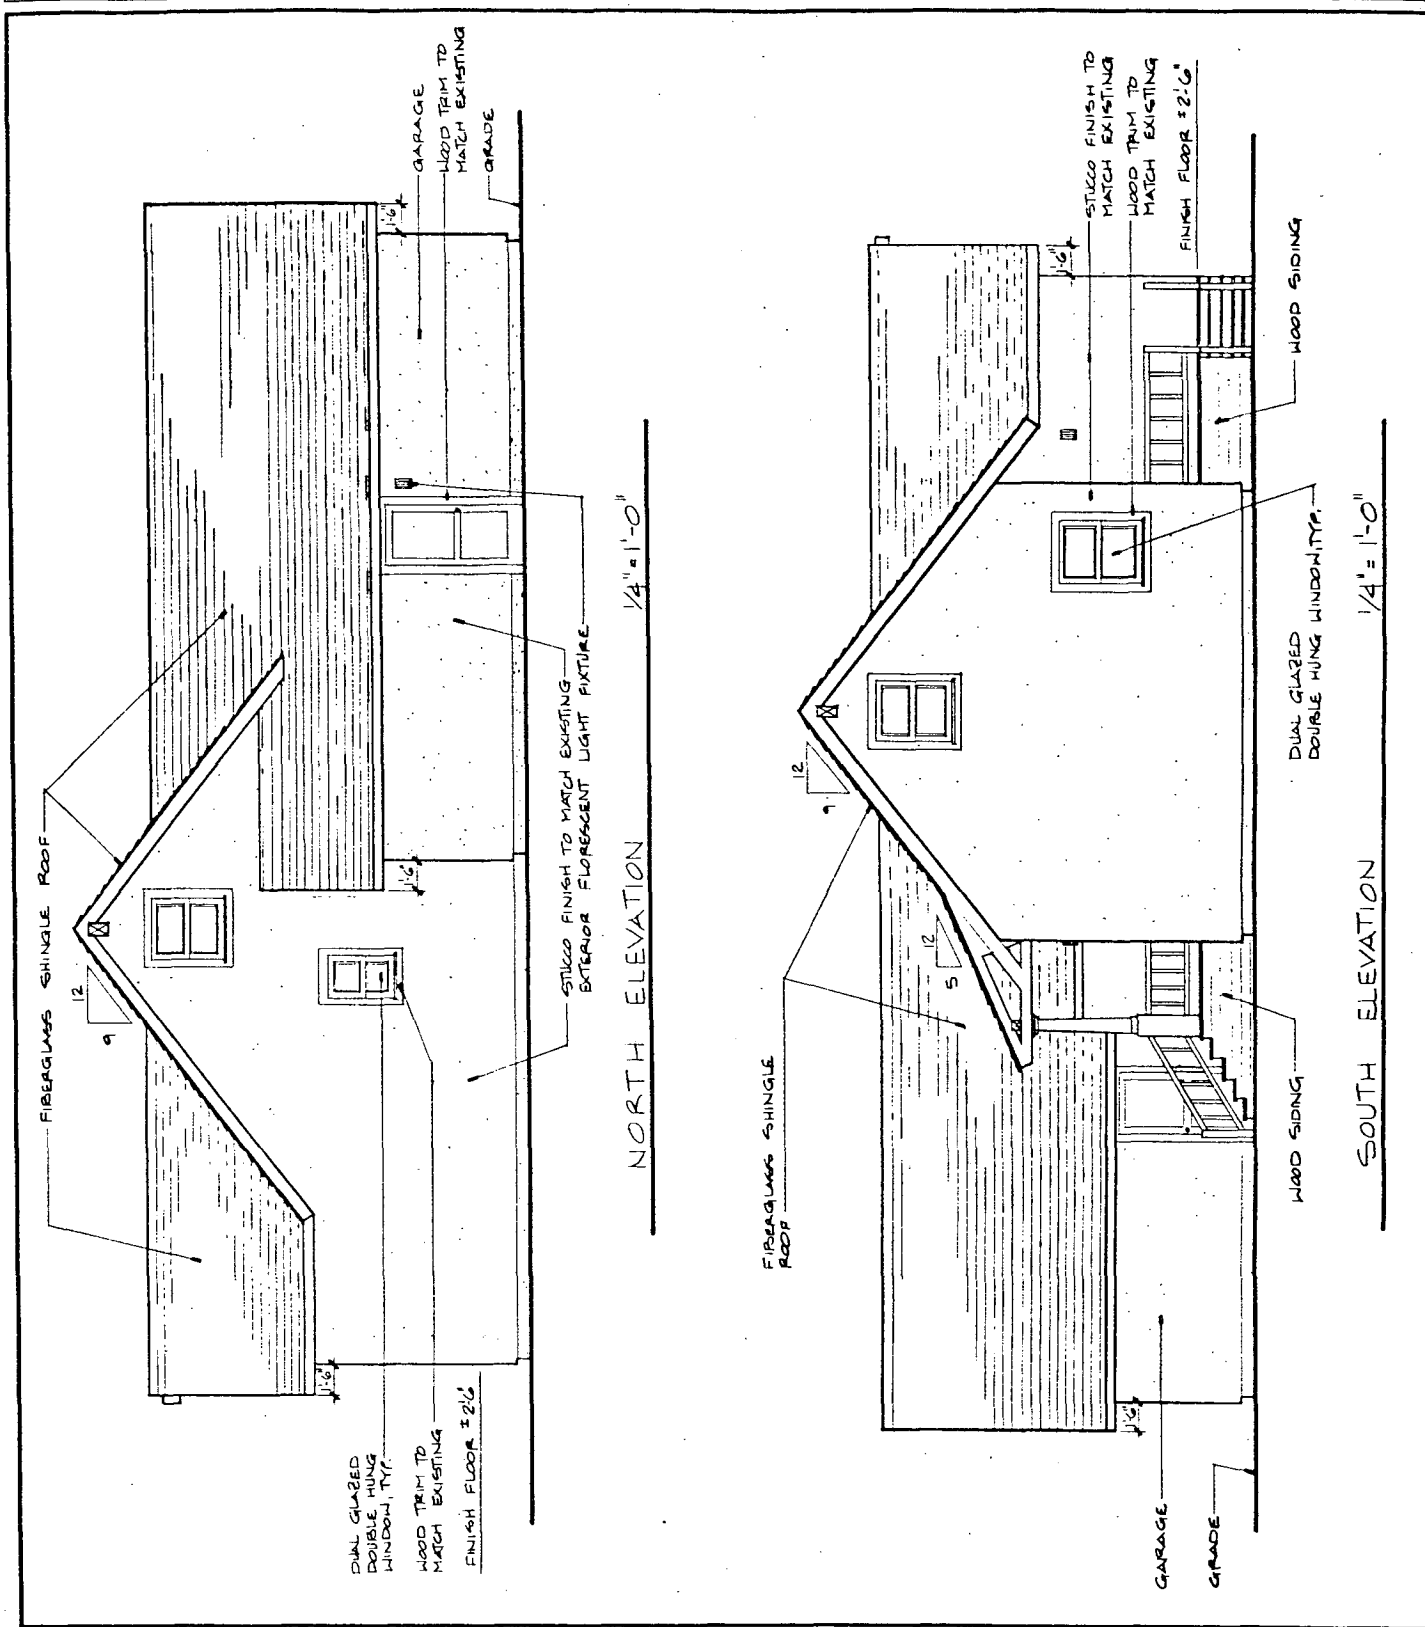 FIBERGLASS SHINGLE ROOF
12
9
DUAL GLAZED
DOUBLE HUNG
WINDOW, TYP.
WOOD TRIM TO
MATCH EXISTING
FINISH FLOOR ±2'6"
1'-6"
1'-6"
1'-6"
GARAGE
WOOD TRIM TO
MATCH EXISTING
GRADE
STUCCO FINISH TO MATCH EXISTING
EXTERIOR FLORESCENT LIGHT FIXTURE
NORTH ELEVATION
1/4" = 1'-0"
FIBERGLASS SHINGLE
ROOF
12
9
12
5
1'-6"
1'-6"
STUCCO FINISH TO
MATCH EXISTING
WOOD TRIM TO
MATCH EXISTING
FINISH FLOOR ±2'-6"
GARAGE
GRADE
WOOD SIDING
DUAL GLAZED
DOUBLE HUNG WINDOW, TYP.
WOOD SIDING
SOUTH ELEVATION
1/4" = 1'-0"